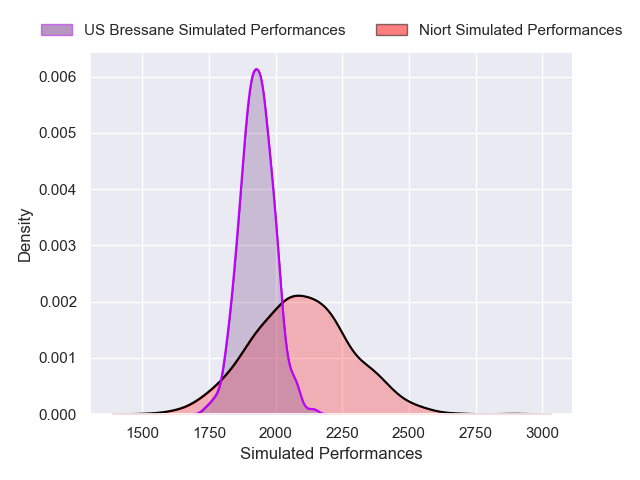 US Bressane Simulated Performances Niort Simulated Performances
0.006
0.005
0.004
0.003
0.002
0.001
0.000
Density
1500 1750 2000 2250 2500 2750 3000
Simulated Performances